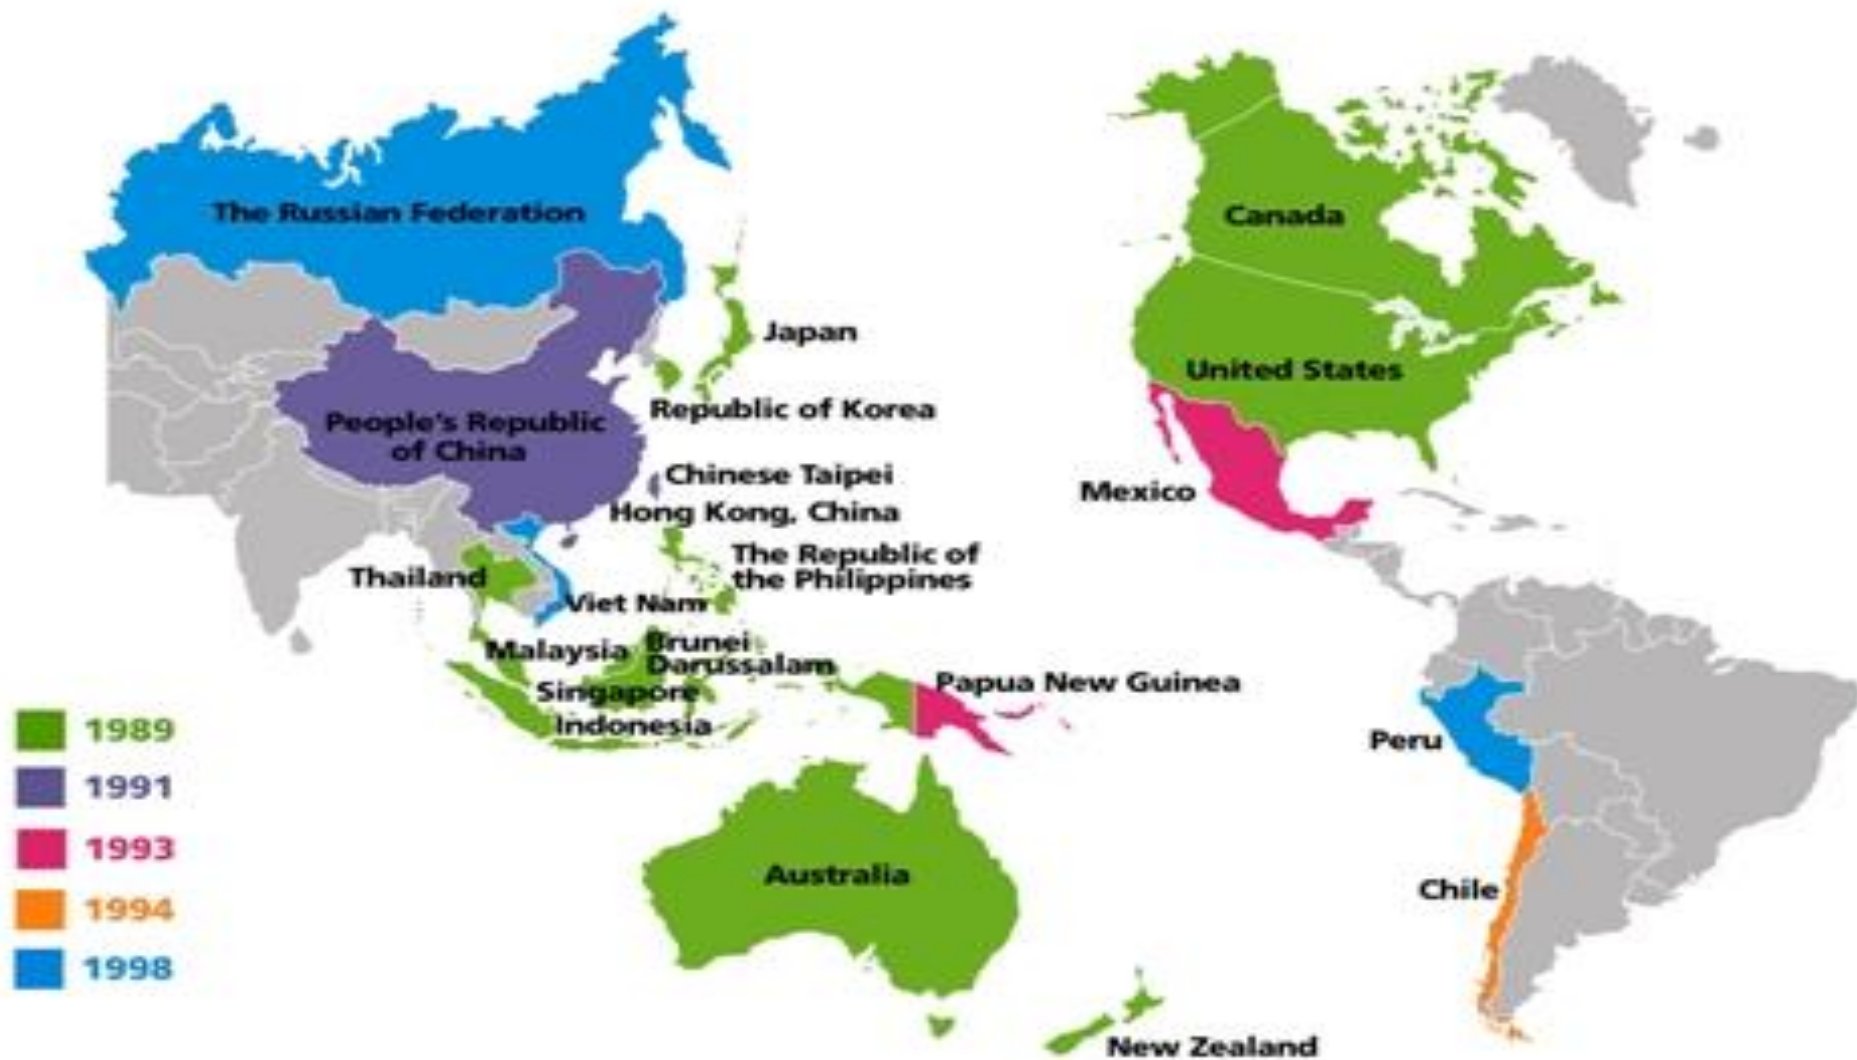 The Russian Federation
Canada
Japan
United States
Republic of Korea
People's Republic
of China
Chinese Taipei
Mexico
Hong Kong, China
The Republic of
the Philippines
Thailand
Viet Nam
Malaysia
Brunei
Darussalam
Singapore
Papua New Guinea
Indonesia
Peru
Australia
Chile
New Zealand
1989
1991
1993
1994
1998